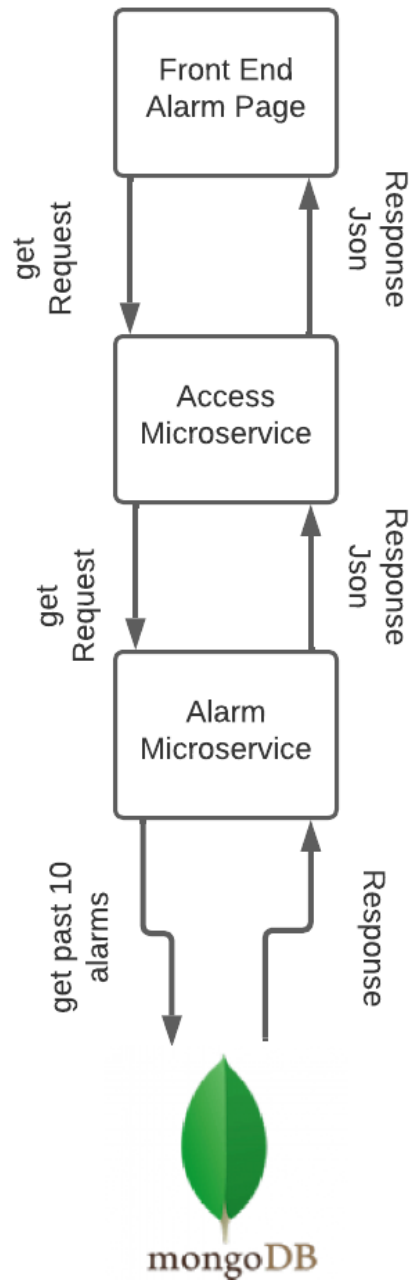 Front End
Alarm Page
get
Request
Response
Json
Access
Microservice
get
Request
Response
Json
Alarm
Microservice
get past 10
alarms
Response
mongoDB